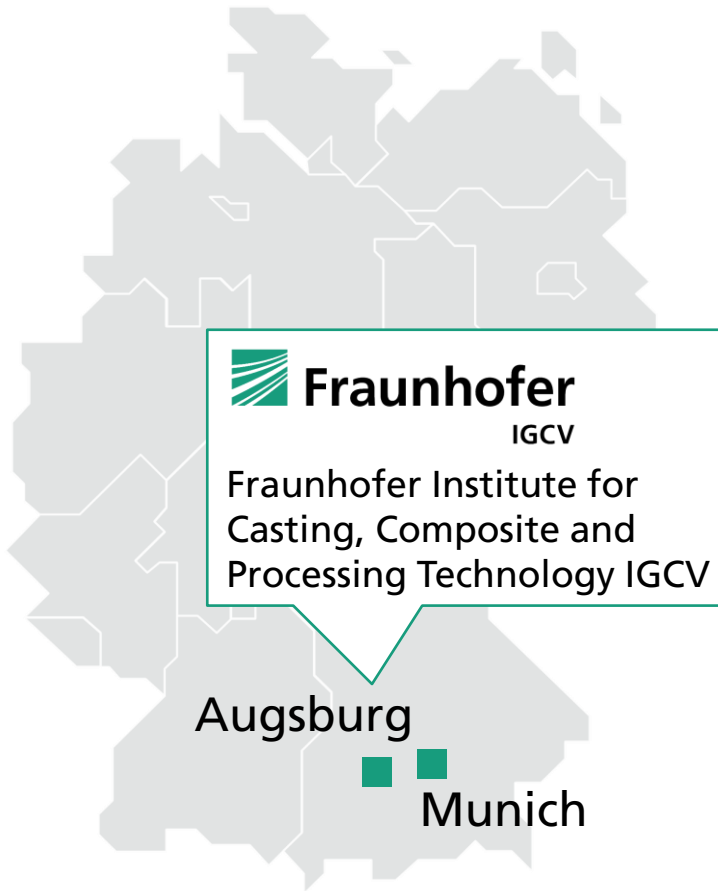 Fraunhofer
IGCV
Fraunhofer Institute for
Casting, Composite and
Processing Technology IGCV
Augsburg
Munich